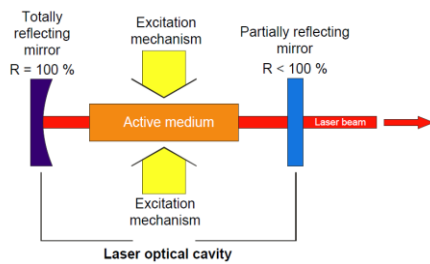 Totally
reflecting
mirror
R = 100 %
Excitation
mechanism
Partially reflecting
mirror
R < 100 %
Active medium
Laser beam
Excitation
mechanism
Laser optical cavity